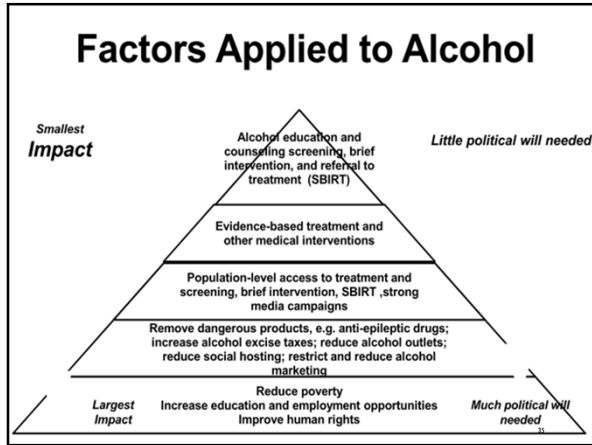 Factors Applied to Alcohol
Smallest
Impact
Little political will needed
Alcohol education and
counseling screening, brief
intervention, and referral to
treatment (SBIRT)
Evidence-based treatment and
other medical interventions
Population-level access to treatment and
screening, brief intervention, SBIRT ,strong
media campaigns
Remove dangerous products, e.g. anti-epileptic drugs;
increase alcohol excise taxes; reduce alcohol outlets;
reduce social hosting; restrict and reduce alcohol
marketing
Reduce poverty
Increase education and employment opportunities
Improve human rights
Largest
Impact
Much political will
needed
35